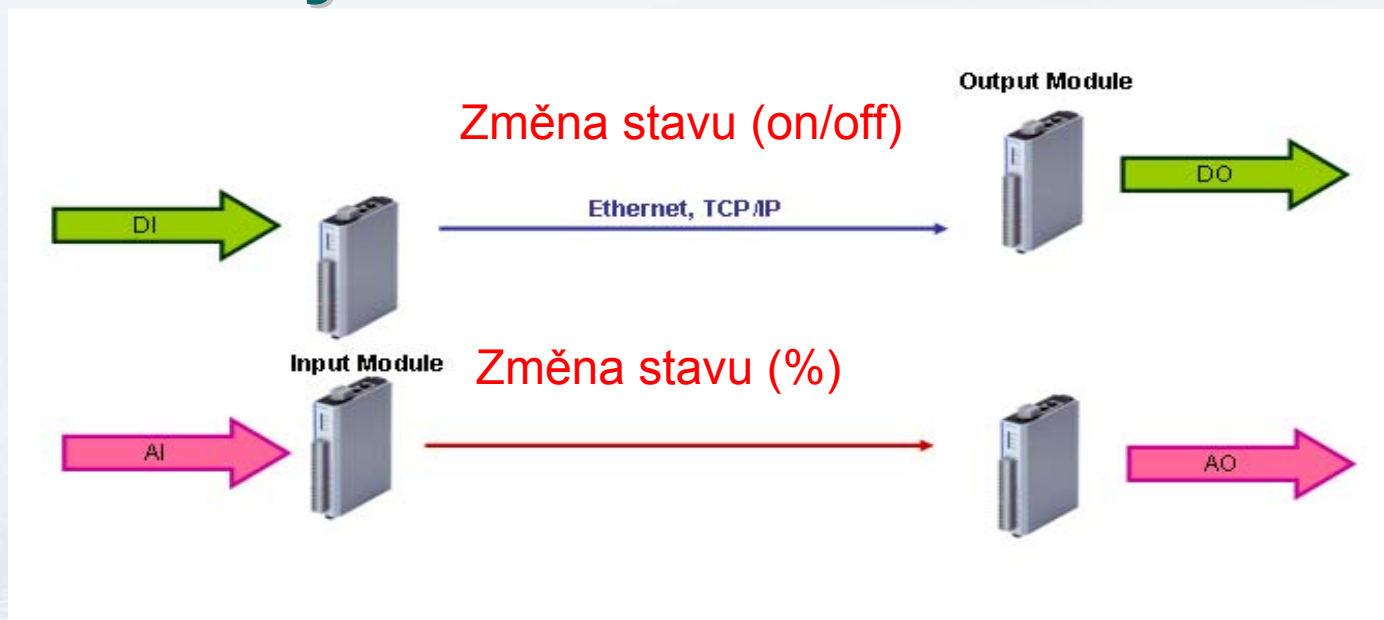 Output Module
Změna stavu (on/off)
DO
Ethernet, TCP/IP
DI
Input Module
Změna stavu (%)
AI
AO